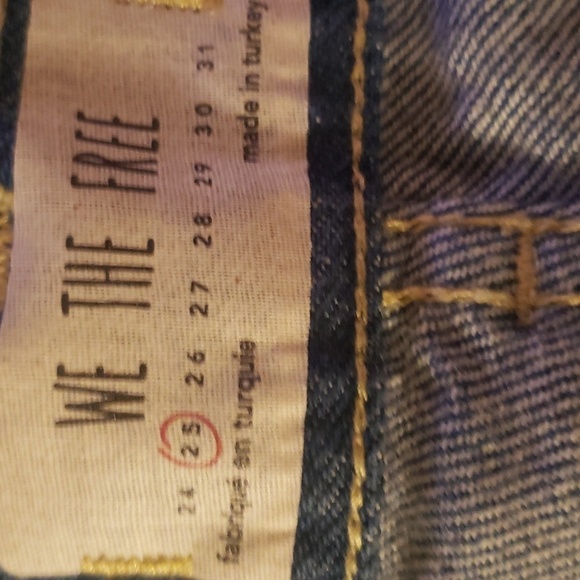 WE THE FREE
24 25 26 27 28 29 30 31
fabriqué en turquie made in turkey